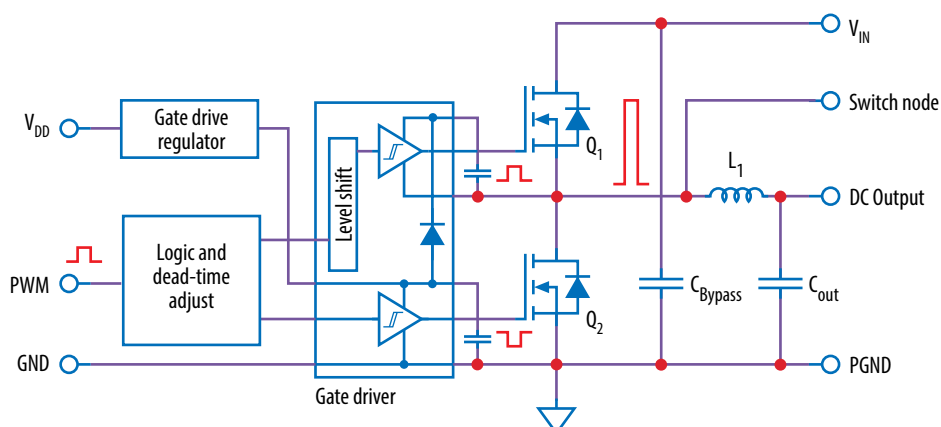 V_IN
Switch node
V_DD
Gate drive
regulator
Q_1
L_1
Level shift
DC Output
PWM
Logic and
dead-time
adjust
C_Bypass
C_out
Q_2
GND
PGND
Gate driver